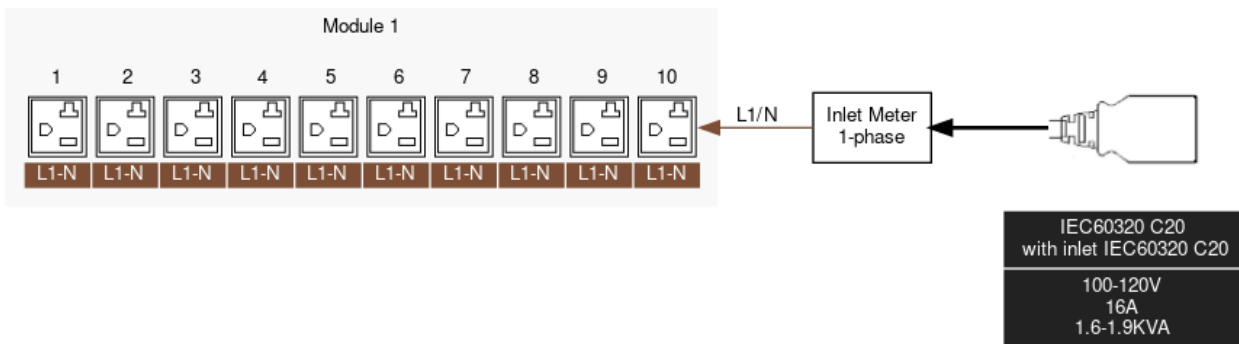 Module 1
1 2 3 4 5 6 7 8 9 10
L1-N L1-N L1-N L1-N L1-N L1-N L1-N L1-N L1-N L1-N
L1/N
Inlet Meter
1-phase
IEC60320 C20
with inlet IEC60320 C20
100-120V
16A
1.6-1.9KVA